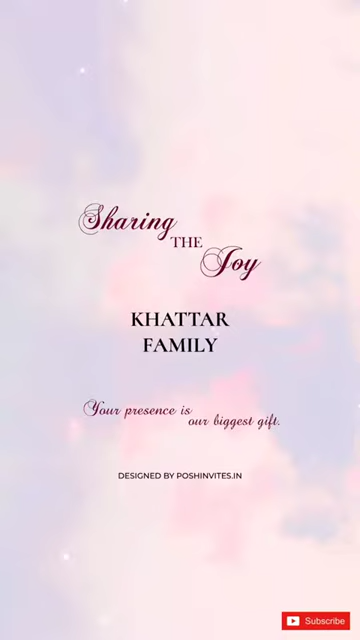 Sharing
THE
Joy
KHATTAR
FAMILY
Your presence is
our biggest gift.
DESIGNED BY POSHINVITES.IN
Subscribe